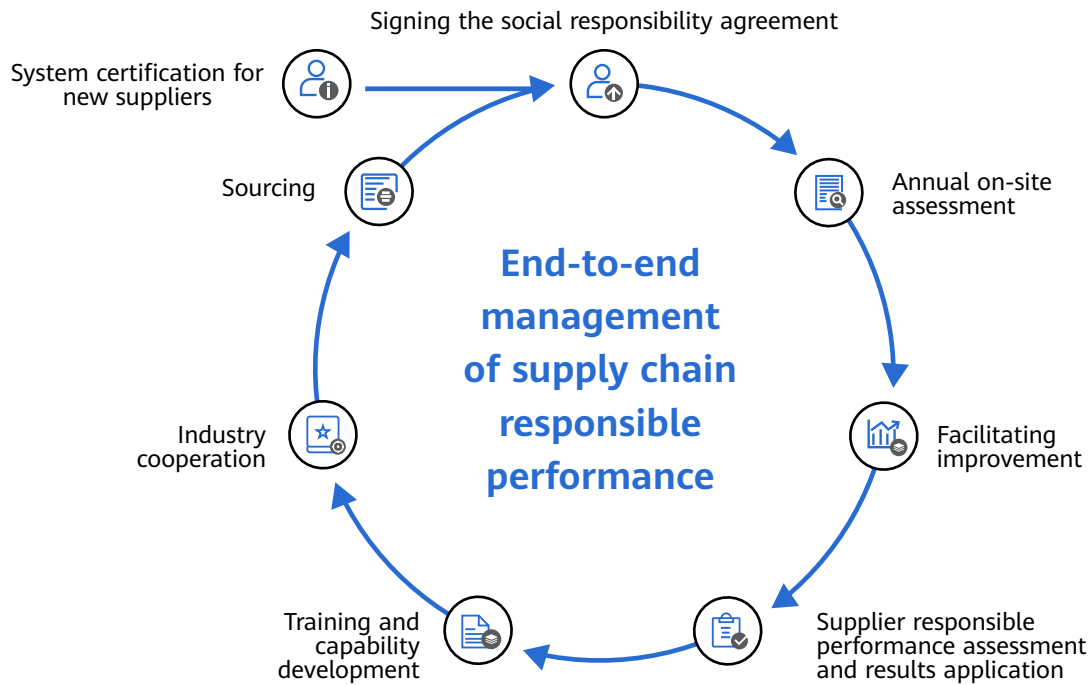 Signing the social responsibility agreement
System certification for
new suppliers
Sourcing
Annual on-site
assessment
End-to-end
management
of supply chain
responsible
performance
Industry
cooperation
Facilitating
improvement
Training and
capability
development
Supplier responsible
performance assessment
and results application